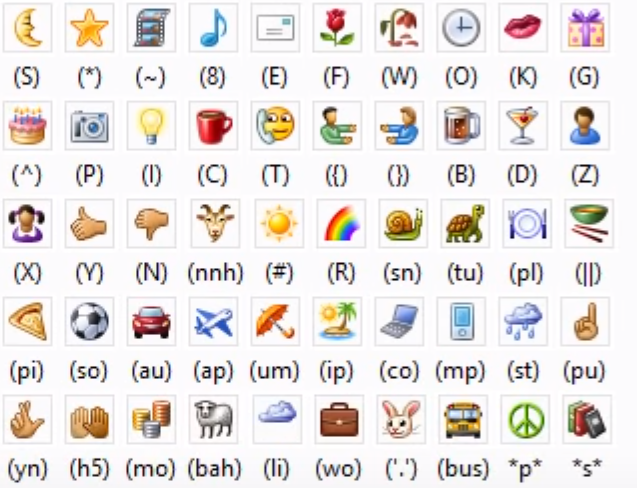 (S) (*) (~) (8) (E) (F) (W) (O) (K) (G)
(^) (P) (I) (C) (T) ({) (}) (B) (D) (Z)
(X) (Y) (N) (nnh) (#) (R) (sn) (tu) (pl) (||)
(pi) (so) (au) (ap) (um) (ip) (co) (mp) (st) (pu)
(yn) (h5) (mo) (bah) (li) (wo) ('.') (bus) *p* *s*